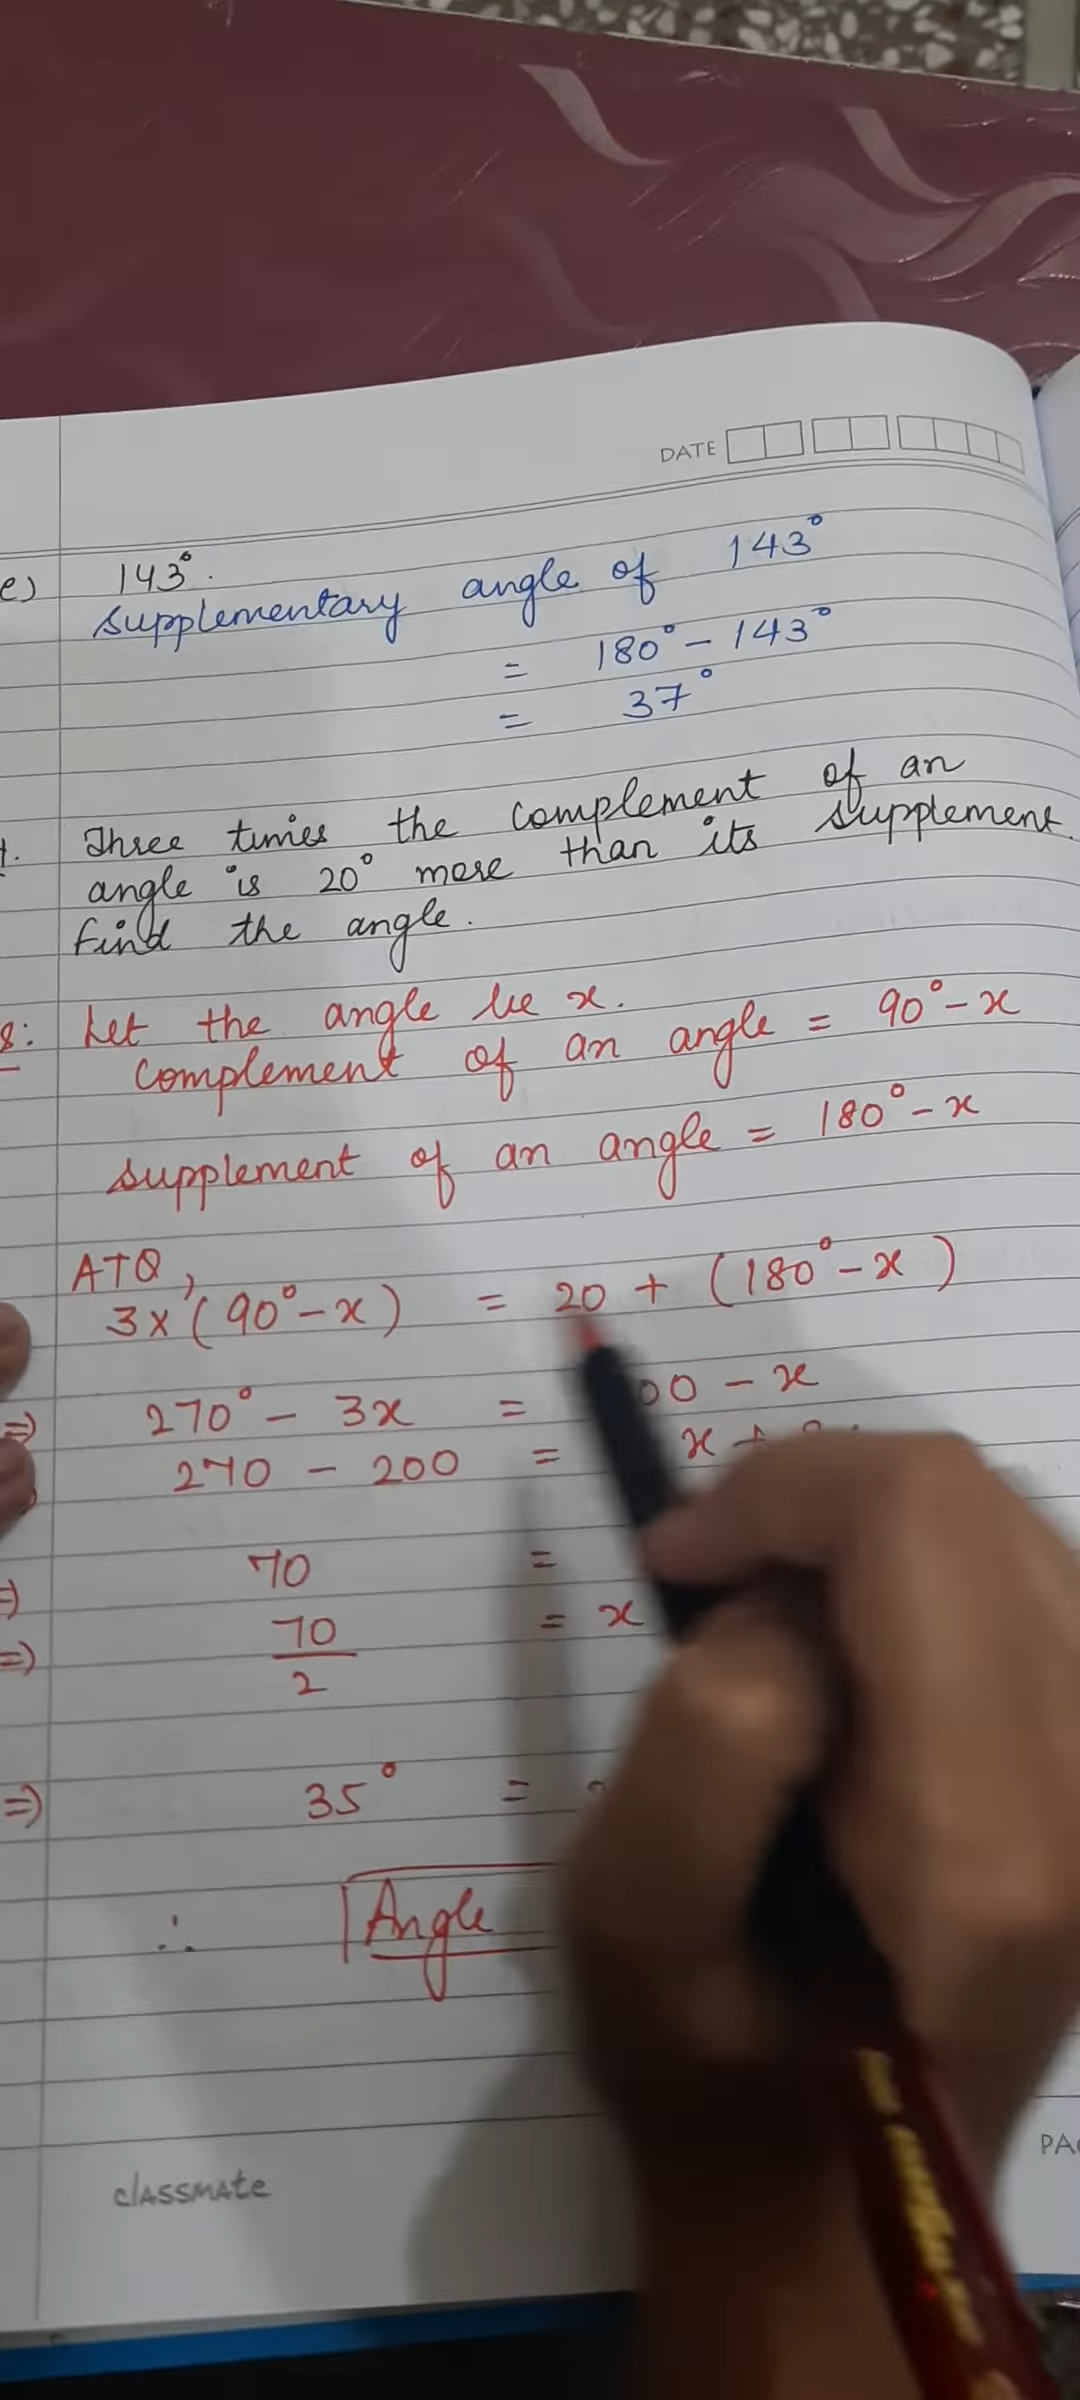 DATE
e) 143°.
supplementary angle of 143°
= 180° - 143°
= 37°
Three times the complement of an
angle is 20° more than its supplement.
Find the angle.
Let the angle be x.
Complement of an angle = 90° - x
supplement of an angle = 180° - x
ATQ,
3x (90° - x) = 20 + (180° - x)
⇒ 270° - 3x = 00 - x
270 - 200 = x +
⇒ 70 =
⇒ 70/2 = x
⇒ 35° =
∴ Angle
classmate